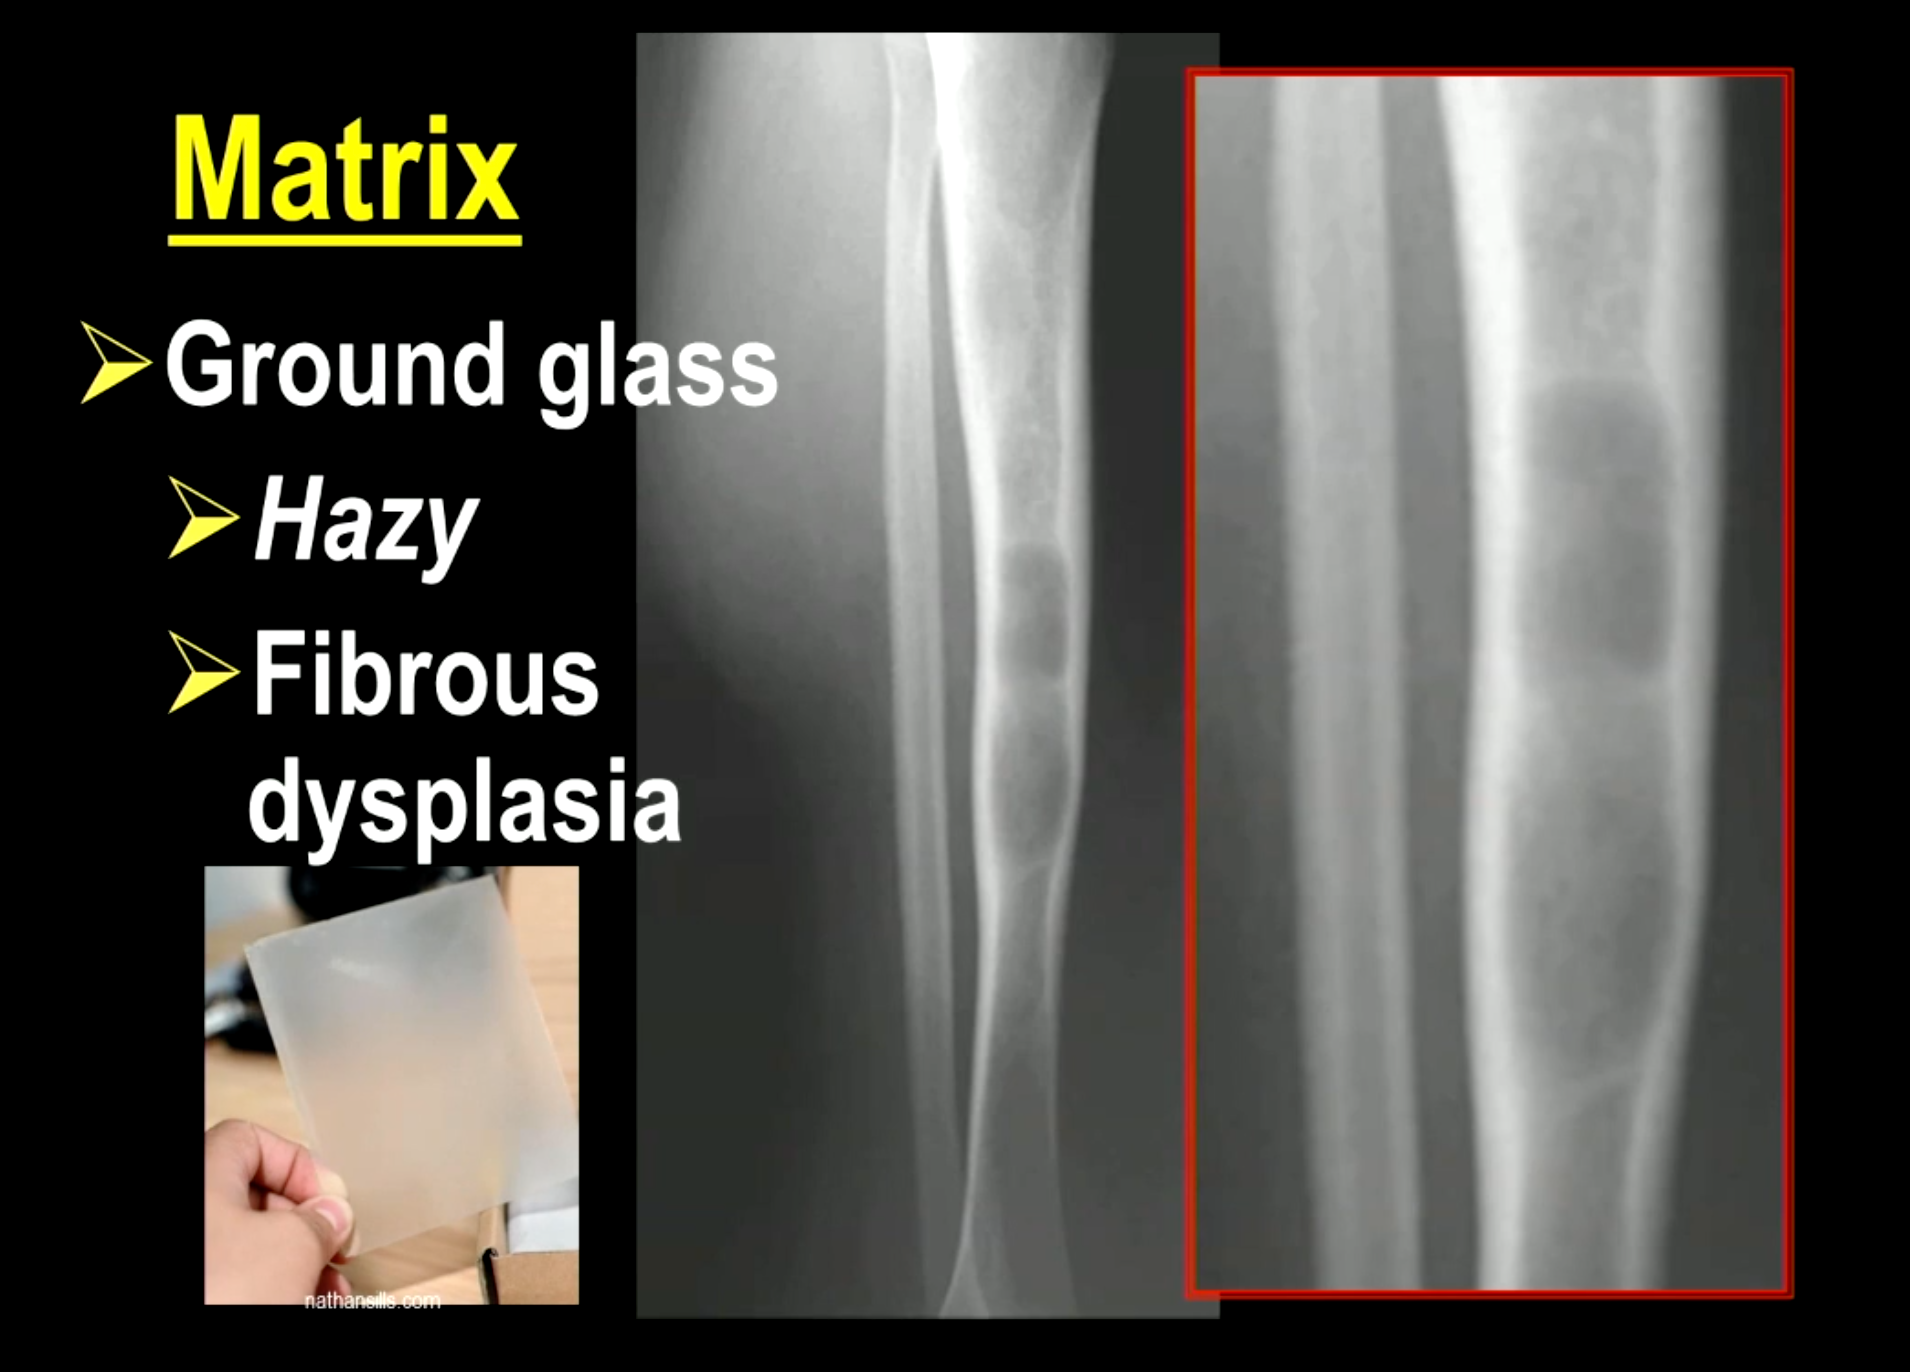 Matrix
Ground glass
Hazy
Fibrous
dysplasia
nathansills.com